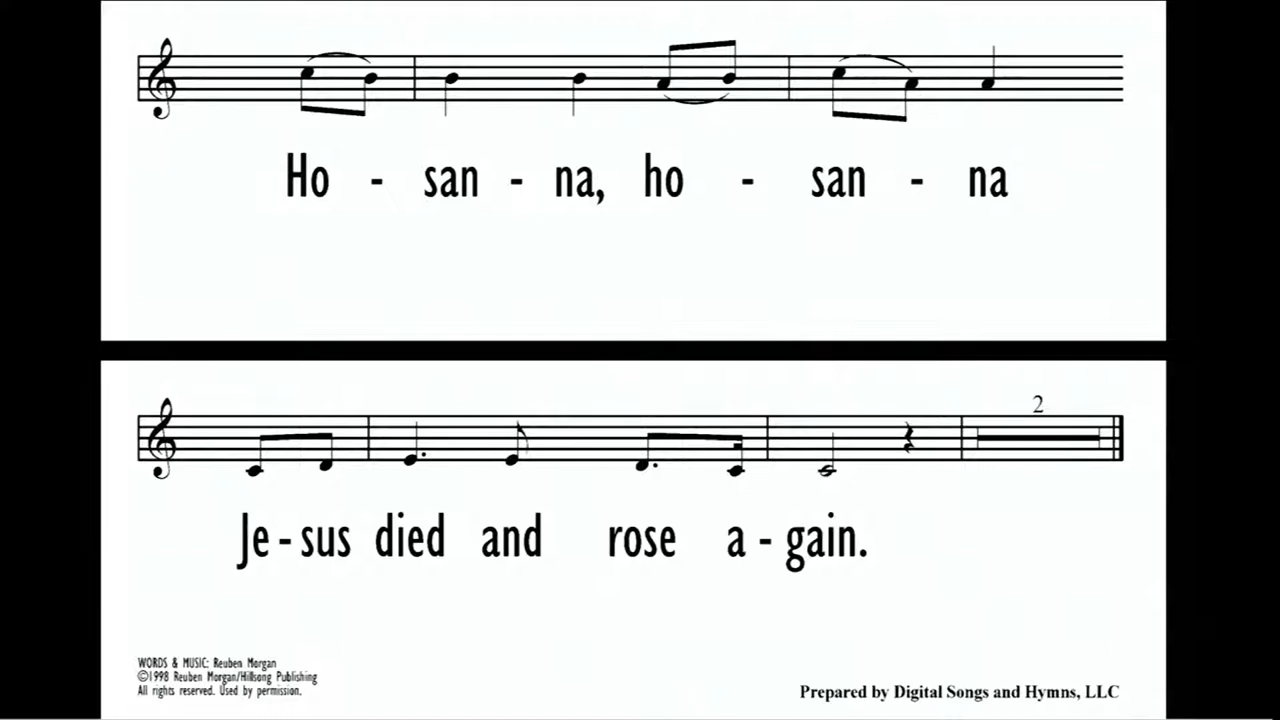 Ho - san - na, ho - san - na
2
Je - sus died and rose a - gain.
WORDS & MUSIC: Reuben Morgan
©1998 Reuben Morgan/Hillsong Publishing
All rights reserved. Used by permission.
Prepared by Digital Songs and Hymns, LLC